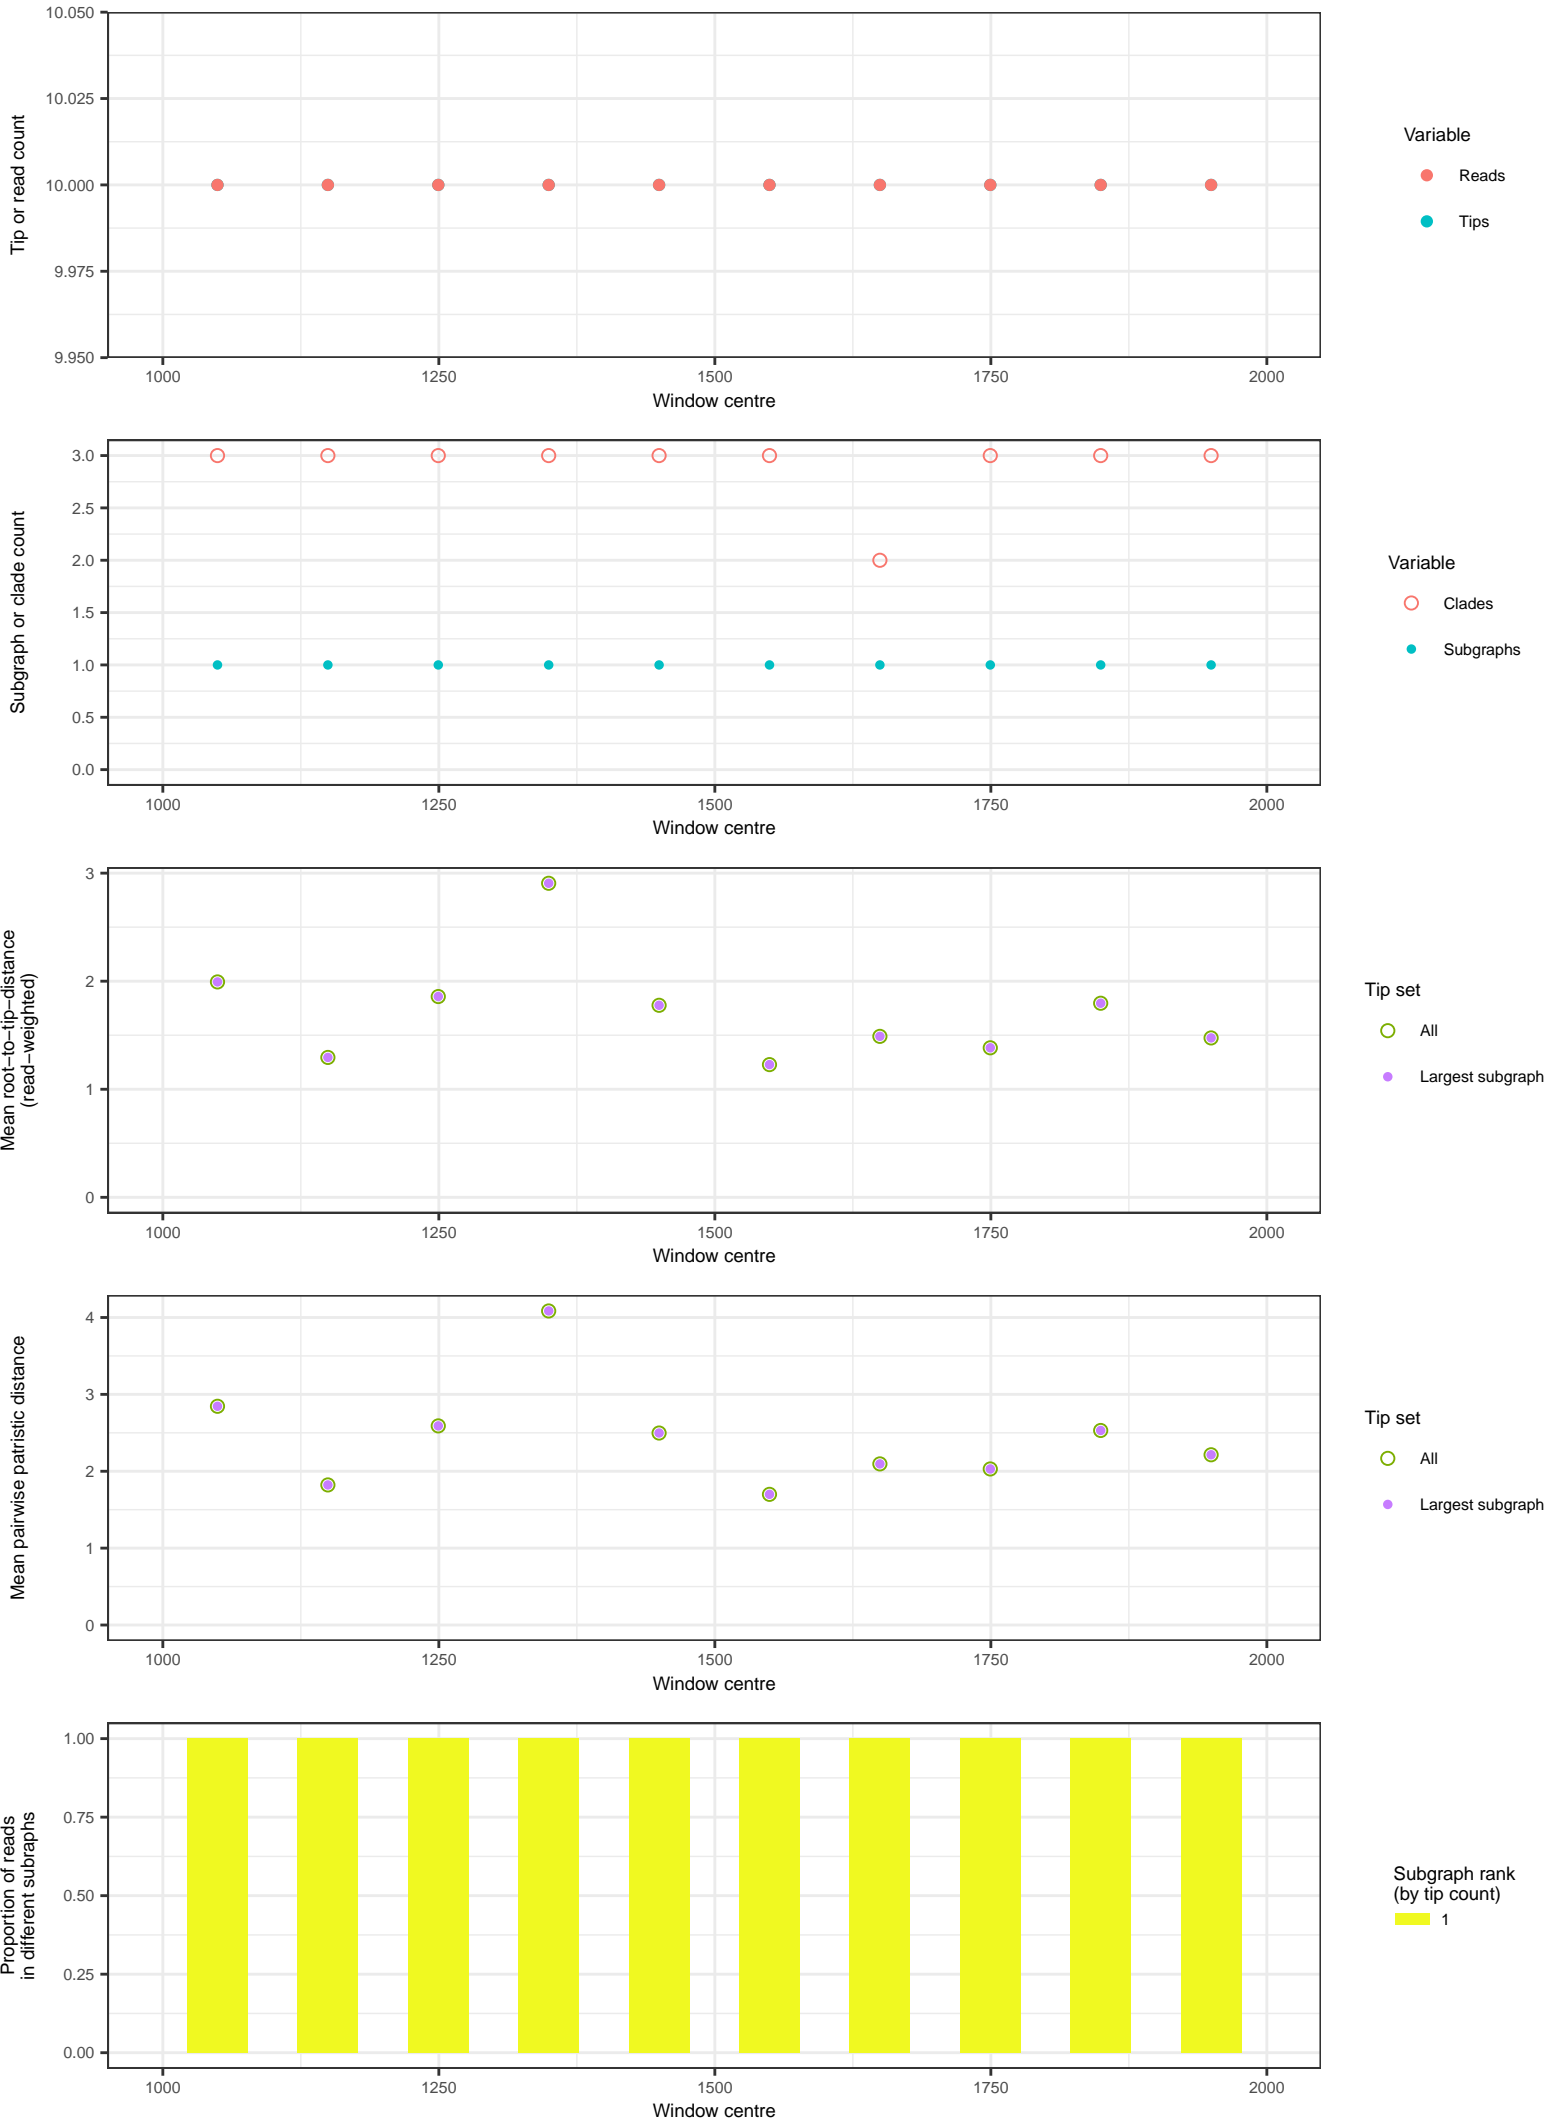 10.050
10.025
10.000
9.975
9.950
Tip or read count
1000 1250 1500 1750 2000
Window centre
Variable
Reads
Tips
3.0
2.5
2.0
1.5
1.0
0.5
0.0
Subgraph or clade count
1000 1250 1500 1750 2000
Window centre
Variable
Clades
Subgraphs
3
2
1
0
Mean root−to−tip−distance
(read−weighted)
1000 1250 1500 1750 2000
Window centre
Tip set
All
Largest subgraph
4
3
2
1
0
Mean pairwise patristic distance
1000 1250 1500 1750 2000
Window centre
Tip set
All
Largest subgraph
1.00
0.75
0.50
0.25
0.00
Proportion of reads
in different subraphs
1000 1250 1500 1750 2000
Window centre
Subgraph rank
(by tip count)
1